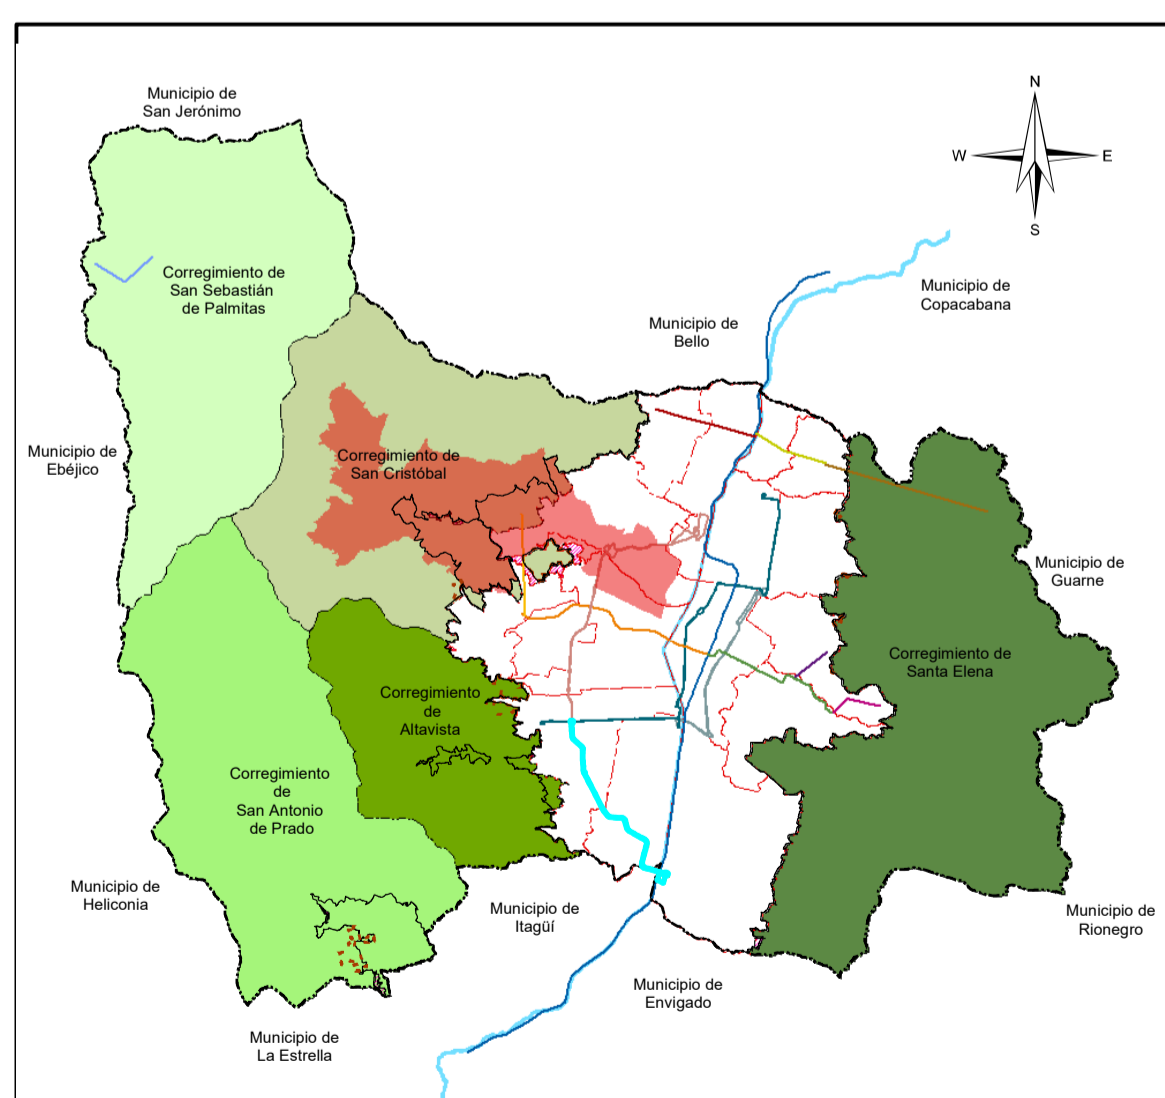 N
W
E
S
Municipio de
San Jerónimo
Corregimiento de
San Sebastián
de Palmitas
Municipio de
Copacabana
Municipio de
Bello
Municipio de
Ebéjico
Corregimiento de
San Cristóbal
Municipio de
Guarne
Corregimiento de
Santa Elena
Corregimiento
de
Altavista
Corregimiento
de
San Antonio
de Prado
Municipio de
Heliconia
Municipio de
Itagüí
Municipio de
Rionegro
Municipio de
Envigado
Municipio de
La Estrella